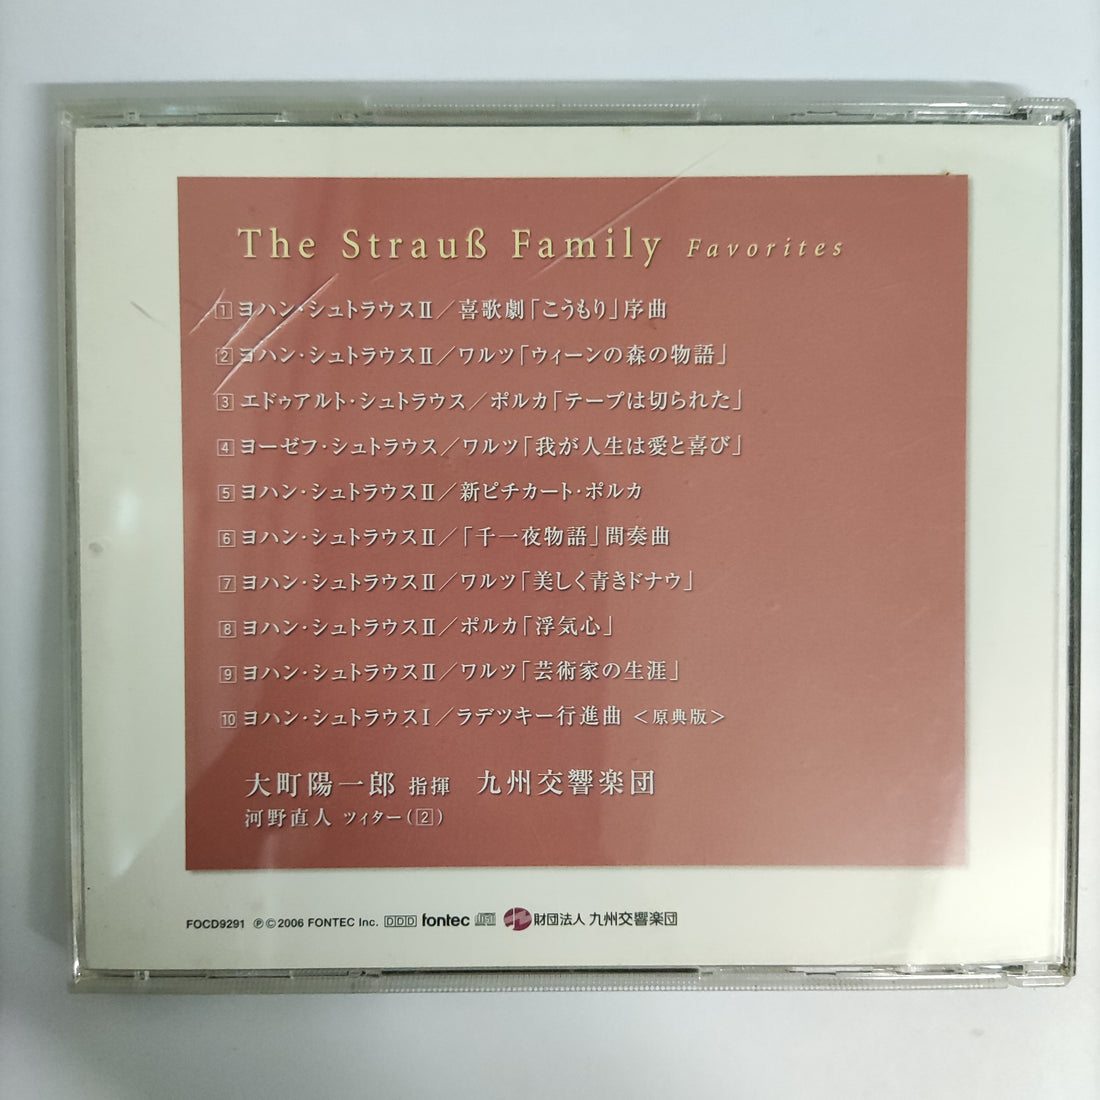 The Strauß Family Favorites
1 ヨハン・シュトラウスⅡ／喜歌劇「こうもり」序曲
2 ヨハン・シュトラウスⅡ／ワルツ「ウィーンの森の物語」
3 エドゥアルト・シュトラウス／ポルカ「テープは切られた」
4 ヨーゼフ・シュトラウス／ワルツ「我が人生は愛と喜び」
5 ヨハン・シュトラウスⅡ／新ピチカート・ポルカ
6 ヨハン・シュトラウスⅡ／「千一夜物語」間奏曲
7 ヨハン・シュトラウスⅡ／ワルツ「美しく青きドナウ」
8 ヨハン・シュトラウスⅡ／ポルカ「浮気心」
9 ヨハン・シュトラウスⅡ／ワルツ「芸術家の生涯」
10 ヨハン・シュトラウスⅠ／ラデツキー行進曲 ＜原典版＞
大町陽一郎 指揮 九州交響楽団
河野直人 ツィター（2）
FOCD9291 ℗©2006 FONTEC Inc. DDD fontec 財団法人 九州交響楽団